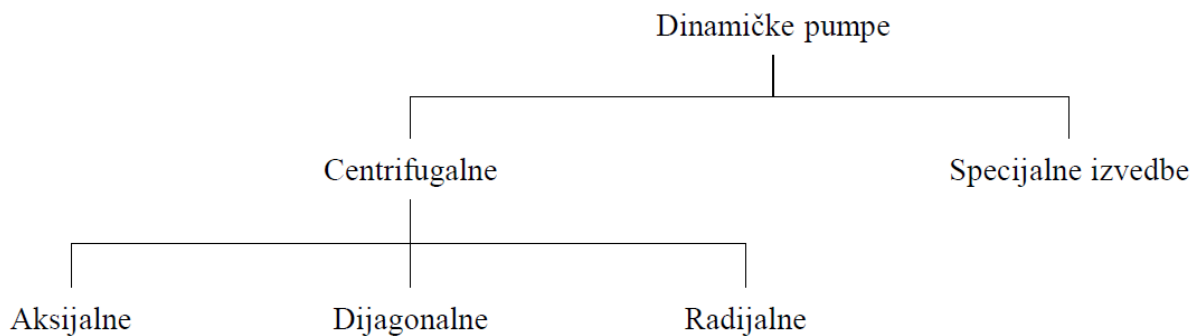 Dinamičke pumpe
Centrifugalne
Specijalne izvedbe
Aksijalne
Dijagonalne
Radijalne